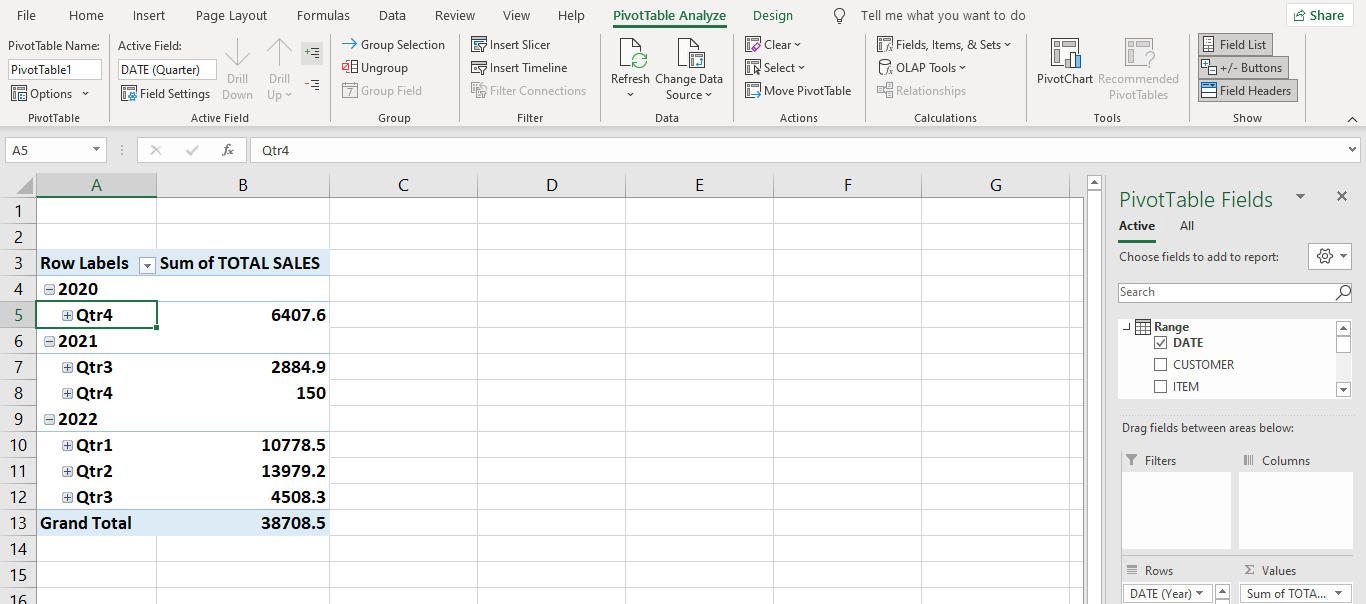 File Home Insert Page Layout Formulas Data Review View Help PivotTable Analyze Design Tell me what you want to do Share
PivotTable Name:
PivotTable1
Options
PivotTable
Active Field:
DATE (Quarter)
Field Settings
Drill
Down
Drill
Up
Active Field
Group Selection
Ungroup
Group Field
Group
Insert Slicer
Insert Timeline
Filter Connections
Filter
Refresh
Change Data
Source
Data
Clear
Select
Move PivotTable
Actions
Fields, Items, & Sets
OLAP Tools
Relationships
Calculations
PivotChart
Recommended
PivotTables
Tools
Field List
+/- Buttons
Field Headers
Show
A5 fx Qtr4
A B C D E F G
1
2
3 Row Labels Sum of TOTAL SALES
4 2020
5 Qtr4 6407.6
6 2021
7 Qtr3 2884.9
8 Qtr4 150
9 2022
10 Qtr1 10778.5
11 Qtr2 13979.2
12 Qtr3 4508.3
13 Grand Total 38708.5
14
15
16
PivotTable Fields
Active All
Choose fields to add to report:
Search
Range
DATE
CUSTOMER
ITEM
Drag fields between areas below:
Filters Columns
Rows Σ Values
DATE (Year) Sum of TOTA...